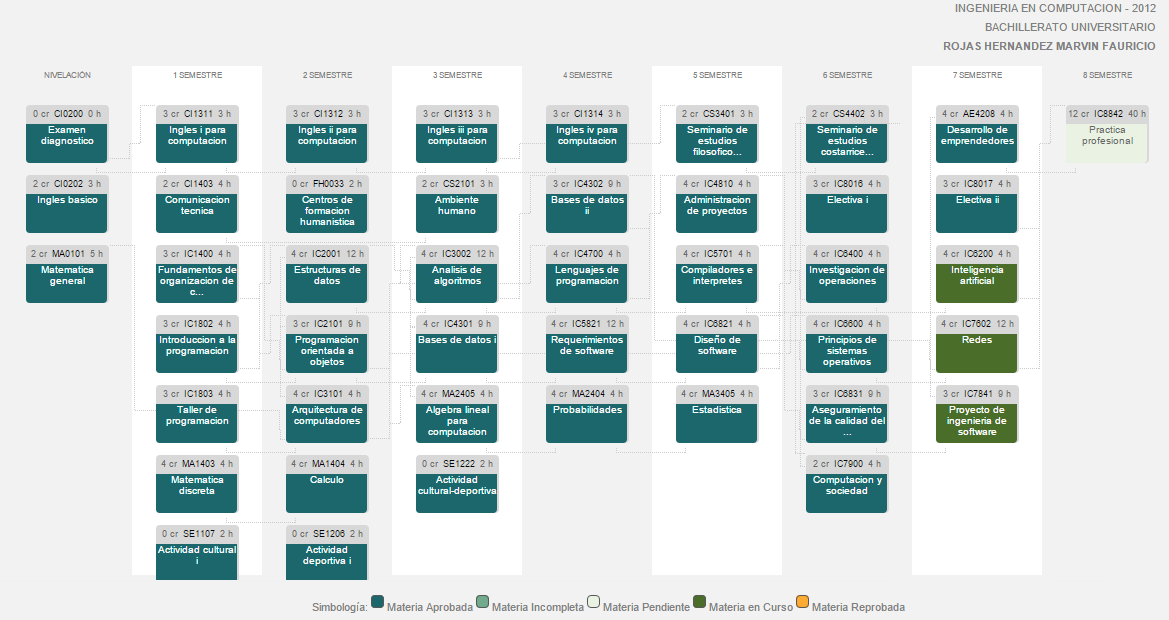 INGENIERIA EN COMPUTACION - 2012
BACHILLERATO UNIVERSITARIO
ROJAS HERNANDEZ MARVIN FAURICIO
NIVELACIÓN
0 cr CI0200 0 h
Examen
diagnostico
2 cr CI0202 3 h
Ingles basico
2 cr MA0101 5 h
Matematica
general
1 SEMESTRE
3 cr CI1311 3 h
Ingles i para
computacion
2 cr CI1403 4 h
Comunicacion
tecnica
3 cr IC1400 4 h
Fundamentos de
organizacion de
c...
3 cr IC1802 4 h
Introduccion a la
programacion
3 cr IC1803 4 h
Taller de
programacion
4 cr MA1403 4 h
Matematica
discreta
0 cr SE1107 2 h
Actividad cultural
i
2 SEMESTRE
3 cr CI1312 3 h
Ingles ii para
computacion
0 cr FH0033 2 h
Centros de
formacion
humanistica
4 cr IC2001 12 h
Estructuras de
datos
3 cr IC2101 9 h
Programacion
orientada a
objetos
4 cr IC3101 4 h
Arquitectura de
computadores
4 cr MA1404 4 h
Calculo
0 cr SE1206 2 h
Actividad
deportiva i
3 SEMESTRE
3 cr CI1313 3 h
Ingles iii para
computacion
2 cr CS2101 3 h
Ambiente
humano
4 cr IC3002 12 h
Analisis de
algoritmos
4 cr IC4301 9 h
Bases de datos i
4 cr MA2405 4 h
Algebra lineal
para
computacion
0 cr SE1222 2 h
Actividad
cultural-deportiva
4 SEMESTRE
3 cr CI1314 3 h
Ingles iv para
computacion
3 cr IC4302 9 h
Bases de datos
ii
4 cr IC4700 4 h
Lenguajes de
programacion
4 cr IC5821 12 h
Requerimientos
de software
4 cr MA2404 4 h
Probabilidades
5 SEMESTRE
2 cr CS3401 3 h
Seminario de
estudios
filosofico...
4 cr IC4810 4 h
Administracion
de proyectos
4 cr IC5701 4 h
Compiladores e
interpretes
4 cr IC6821 4 h
Diseño de
software
4 cr MA3405 4 h
Estadistica
6 SEMESTRE
2 cr CS4402 3 h
Seminario de
estudios
costarrice...
3 cr IC8016 4 h
Electiva i
4 cr IC6400 4 h
Investigacion de
operaciones
4 cr IC6600 4 h
Principios de
sistemas
operativos
3 cr IC6831 9 h
Aseguramiento
de la calidad del
...
2 cr IC7900 4 h
Computacion y
sociedad
7 SEMESTRE
4 cr AE4208 4 h
Desarrollo de
emprendedores
3 cr IC8017 4 h
Electiva ii
4 cr IC6200 4 h
Inteligencia
artificial
4 cr IC7602 12 h
Redes
3 cr IC7841 9 h
Proyecto de
ingenieria de
software
8 SEMESTRE
12 cr IC8842 40 h
Practica
profesional
Simbología: Materia Aprobada Materia Incompleta Materia Pendiente Materia en Curso Materia Reprobada